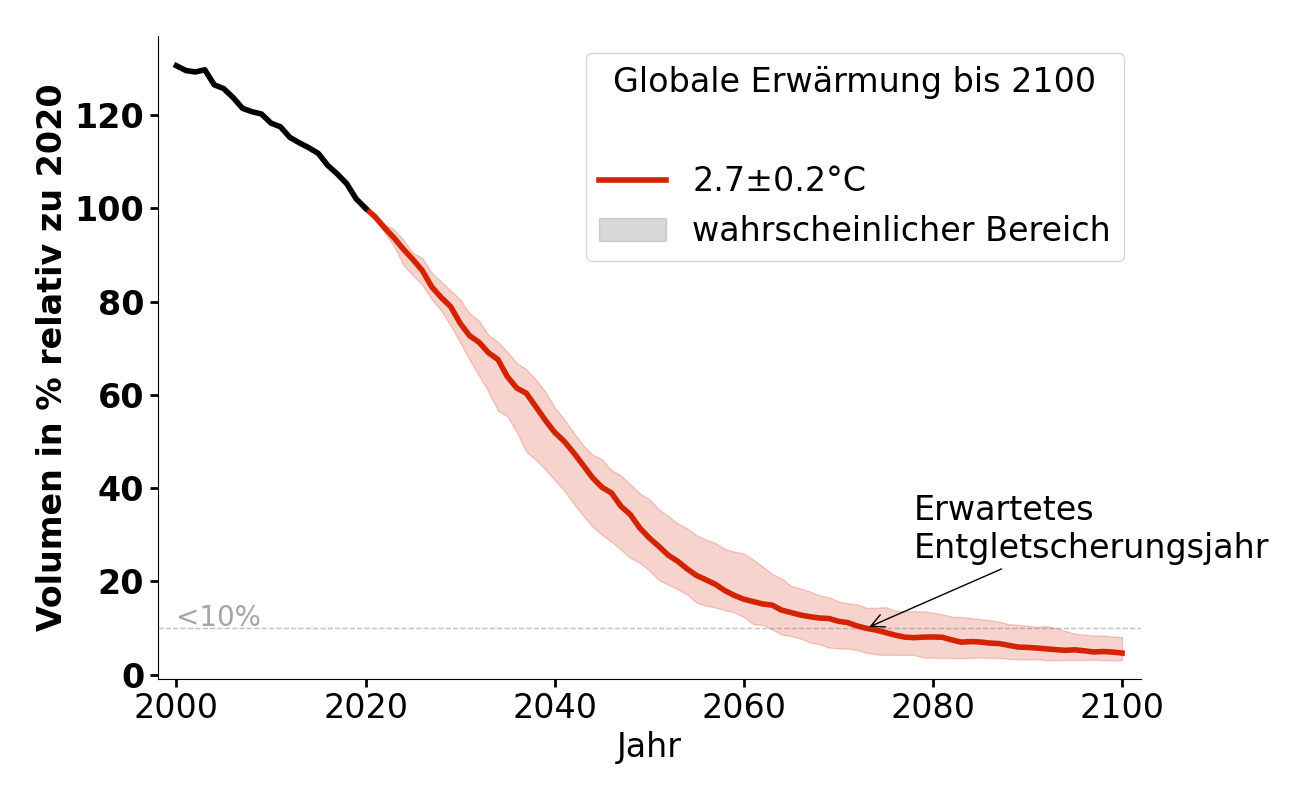 Globale Erwärmung bis 2100
2.7±0.2°C
wahrscheinlicher Bereich
Volumen in % relativ zu 2020
120
100
80
60
40
20
0
<10%
Erwartetes
Entgletscherungsjahr
2000 2020 2040 2060 2080 2100
Jahr